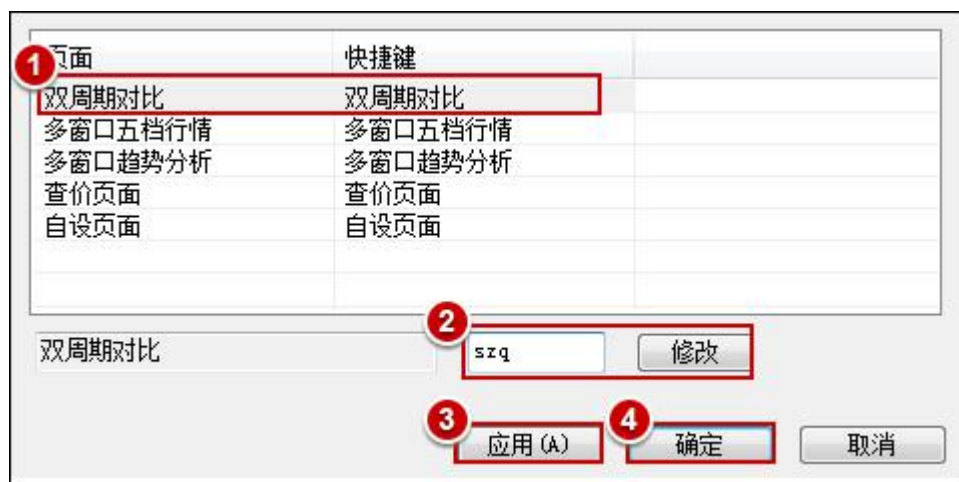 页面 快捷键
双周期对比 双周期对比
多窗口五档行情 多窗口五档行情
多窗口趋势分析 多窗口趋势分析
查价页面 查价页面
自设页面 自设页面
双周期对比 szq 修改
应用(A) 确定 取消
1
2
3
4